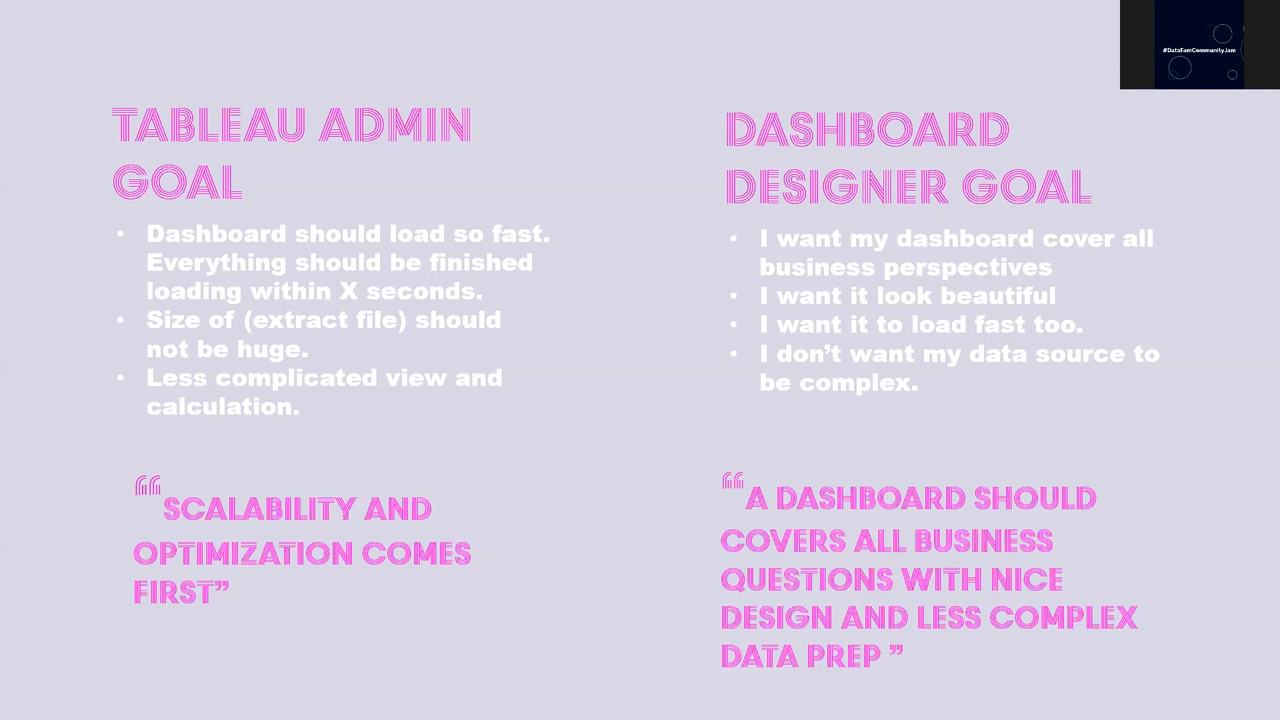 #DataFamCommunityJam
TABLEAU ADMIN
GOAL
• Dashboard should load so fast.
Everything should be finished
loading within X seconds.
• Size of (extract file) should
not be huge.
• Less complicated view and
calculation.
“SCALABILITY AND
OPTIMIZATION COMES
FIRST”
DASHBOARD
DESIGNER GOAL
• I want my dashboard cover all
business perspectives
• I want it look beautiful
• I want it to load fast too.
• I don’t want my data source to
be complex.
“A DASHBOARD SHOULD
COVERS ALL BUSINESS
QUESTIONS WITH NICE
DESIGN AND LESS COMPLEX
DATA PREP ”